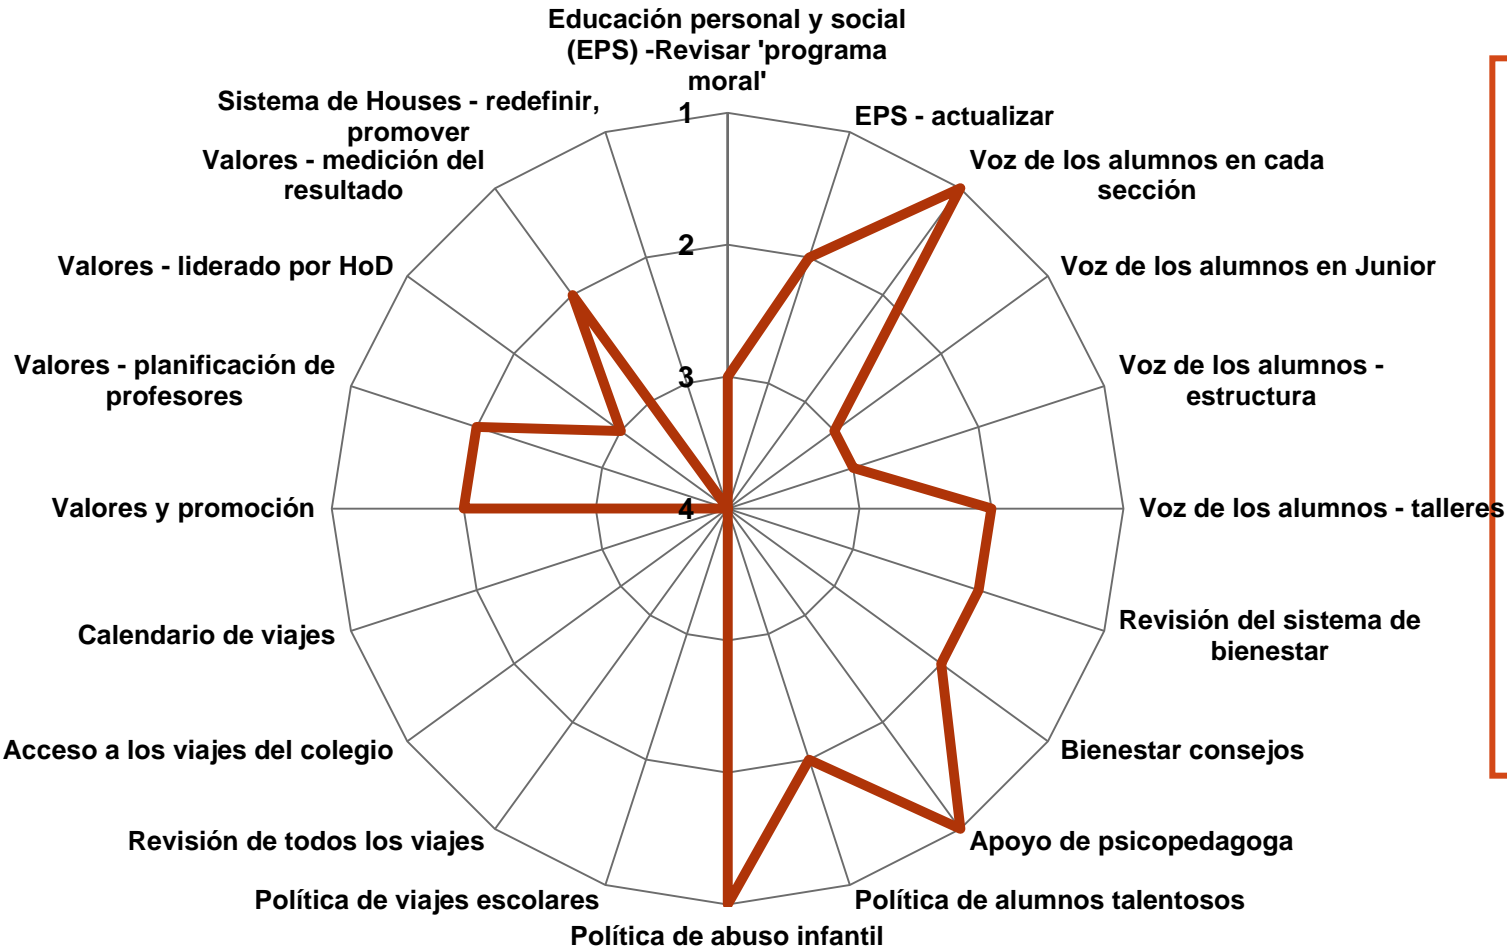 Educación personal y social
(EPS) -Revisar 'programa
moral'
EPS - actualizar
Voz de los alumnos en cada
sección
Voz de los alumnos en Junior
Voz de los alumnos -
estructura
Voz de los alumnos - talleres
Revisión del sistema de
bienestar
Bienestar consejos
Apoyo de psicopedagoga
Política de alumnos talentosos
Política de abuso infantil
Política de viajes escolares
Revisión de todos los viajes
Acceso a los viajes del colegio
Calendario de viajes
Valores y promoción
Valores - planificación de
profesores
Valores - liderado por HoD
Valores - medición del
resultado
Sistema de Houses - redefinir,
promover
1
2
3
4